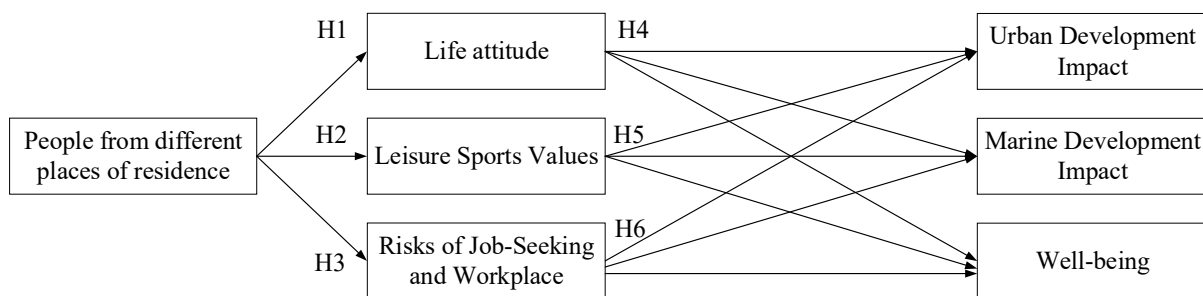 H1
Life attitude
H4
Urban Development
Impact
People from different
places of residence
H2
Leisure Sports Values
H5
Marine Development
Impact
H3
Risks of Job-Seeking
and Workplace
H6
Well-being